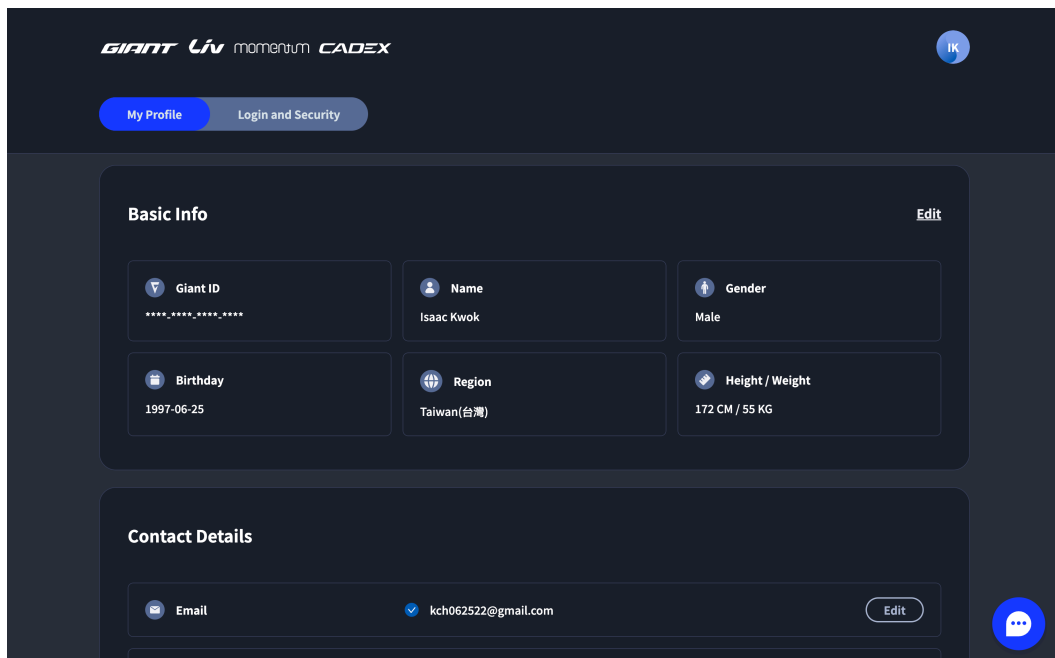 GIANT Liv momentum CADEX
IK
My Profile
Login and Security
Basic Info
Edit
Giant ID
****-****-****-****
Name
Isaac Kwok
Gender
Male
Birthday
1997-06-25
Region
Taiwan(台灣)
Height / Weight
172 CM / 55 KG
Contact Details
Email
kch062522@gmail.com
Edit